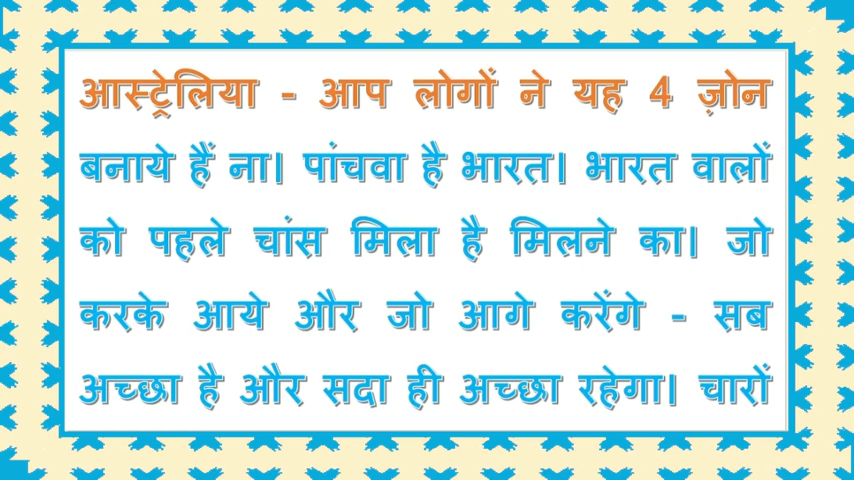 आस्ट्रेलिया - आप लोगों ने यह 4 ज़ोन
बनाये हैं ना। पांचवा है भारत। भारत वालों
को पहले चांस मिला है मिलने का। जो
करके आये और जो आगे करेंगे - सब
अच्छा है और सदा ही अच्छा रहेगा। चारों